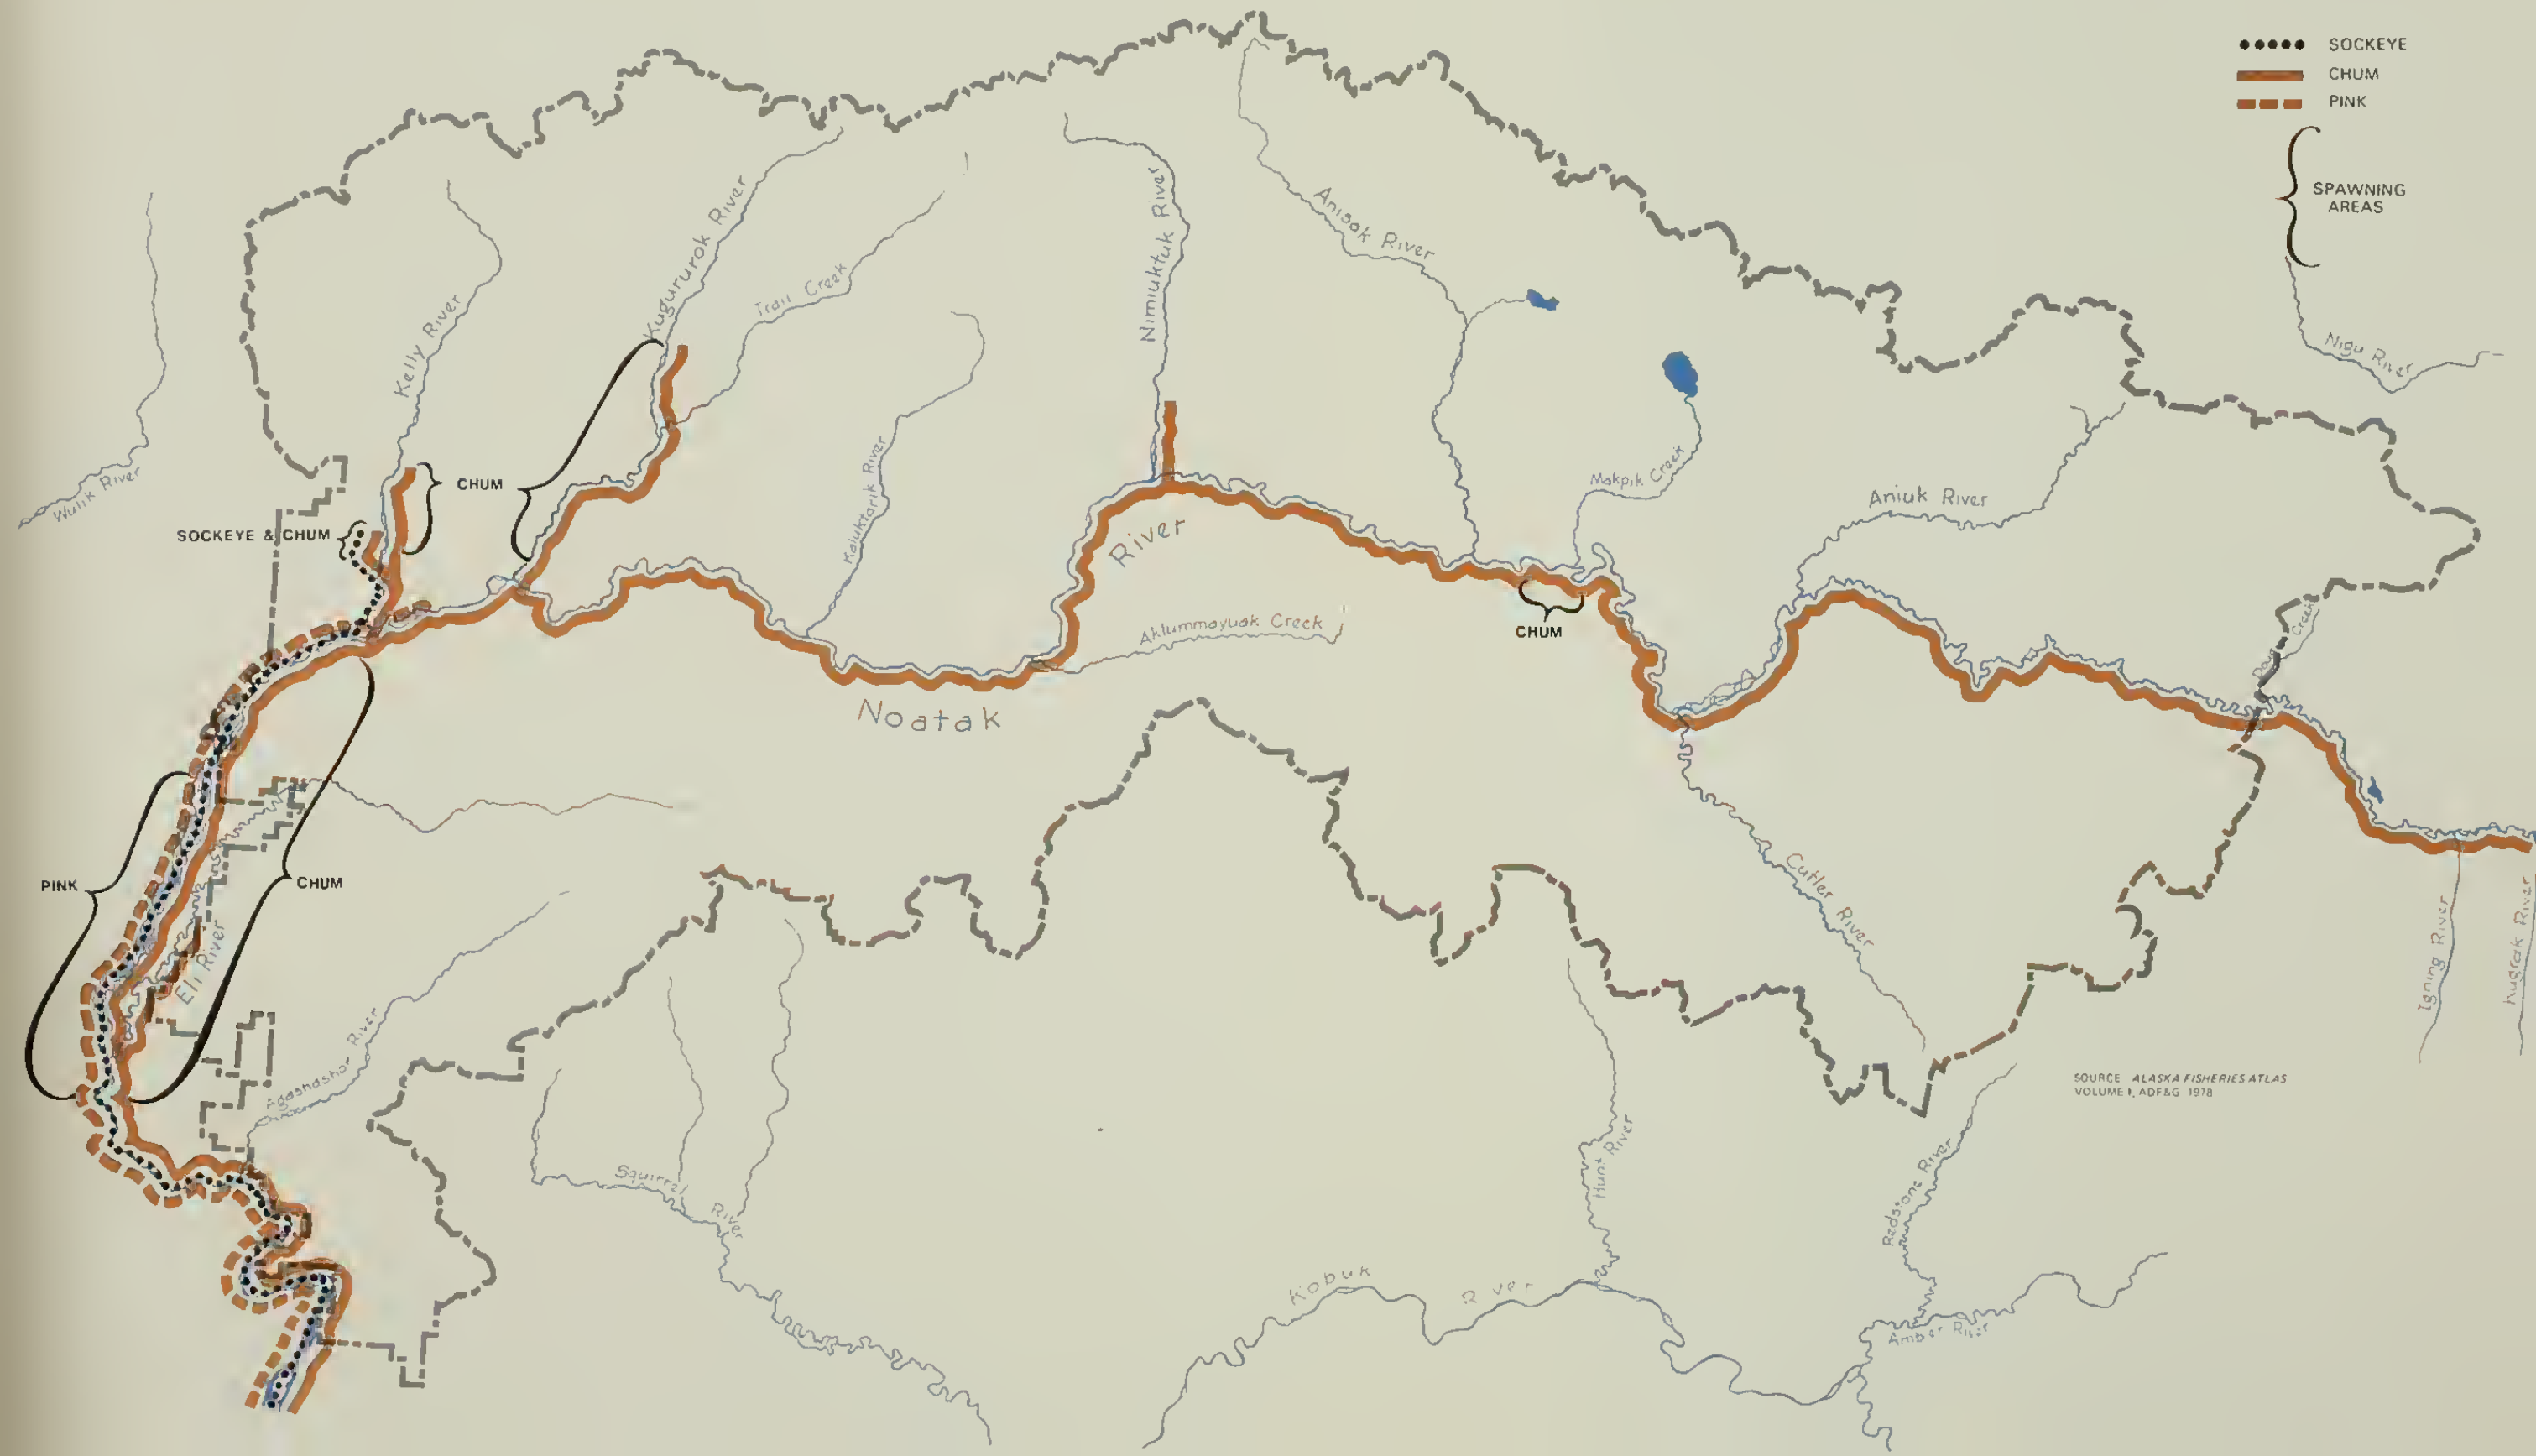 SOCKEYE
CHUM
PINK
SPAWNING
AREAS
Wulik River
Kelly River
Kugururok River
Trail Creek
Nimiuktuk River
Anisak River
Nigu River
Kaluktarik River
Makpik Creek
Aniuk River
CHUM
SOCKEYE & CHUM
River
Aklummayuak Creek
CHUM
Creek
Noatak
PINK
CHUM
Eli River
Cutler River
Igning River
Kugrak River
Agashashok River
SOURCE ALASKA FISHERIES ATLAS
VOLUME I, ADF&G 1978
Squirrel
River
Hunt River
Redstone River
Kobuk
River
Amber River